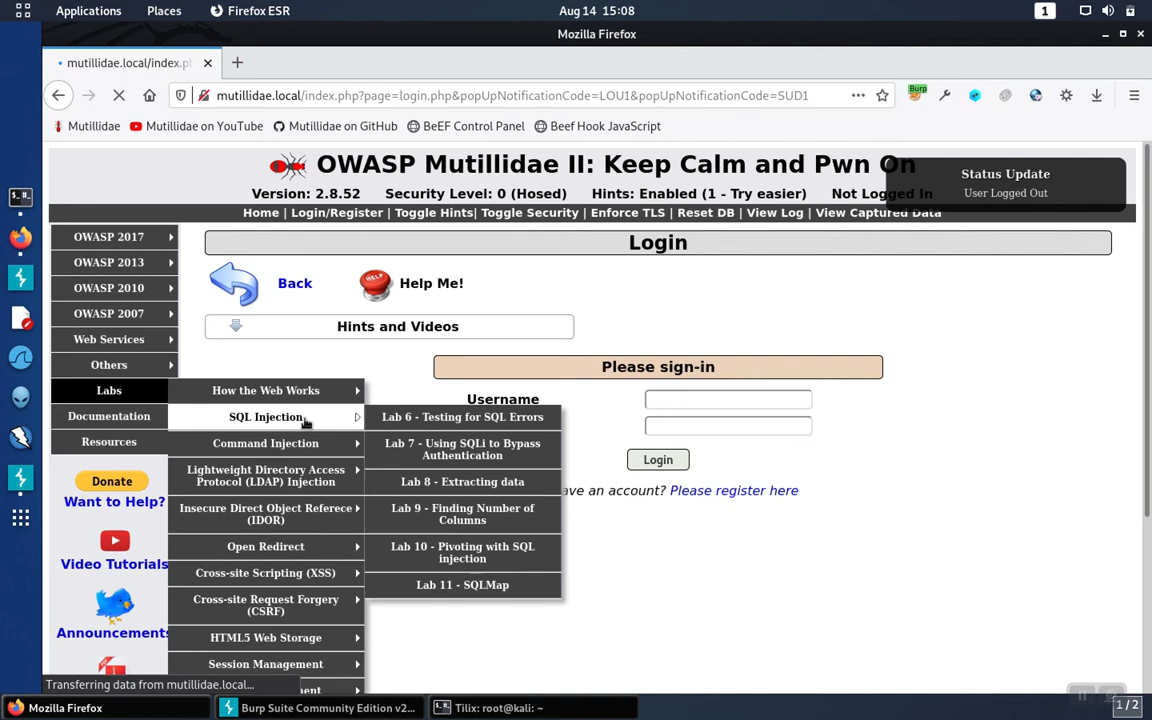 Applications Places Firefox ESR Aug 14 15:08 1
Mozilla Firefox
mutillidae.local/index.ph
mutillidae.local/index.php?page=login.php&popUpNotificationCode=LOU1&popUpNotificationCode=SUD1 Burp
Mutillidae Mutillidae on YouTube Mutillidae on GitHub BeEF Control Panel Beef Hook JavaScript
OWASP Mutillidae II: Keep Calm and Pwn On
Status Update
User Logged Out
Version: 2.8.52 Security Level: 0 (Hosed) Hints: Enabled (1 - Try easier) Not Logged In
Home | Login/Register | Toggle Hints| Toggle Security | Enforce TLS | Reset DB | View Log | View Captured Data
OWASP 2017
OWASP 2013
OWASP 2010
OWASP 2007
Web Services
Others
Labs
Documentation
Resources
Donate
Want to Help?
Video Tutorials
Announcements
How the Web Works
SQL Injection
Command Injection
Lightweight Directory Access
Protocol (LDAP) Injection
Insecure Direct Object Referece
(IDOR)
Open Redirect
Cross-site Scripting (XSS)
Cross-site Request Forgery
(CSRF)
HTML5 Web Storage
Session Management
Lab 6 - Testing for SQL Errors
Lab 7 - Using SQLi to Bypass
Authentication
Lab 8 - Extracting data
Lab 9 - Finding Number of
Columns
Lab 10 - Pivoting with SQL
injection
Lab 11 - SQLMap
Login
Back
HELP
Help Me!
Hints and Videos
Please sign-in
Username
Login
ave an account? Please register here
Transferring data from mutillidae.local...
Mozilla Firefox Burp Suite Community Edition v2... Tilix: root@kali: ~ 1/2